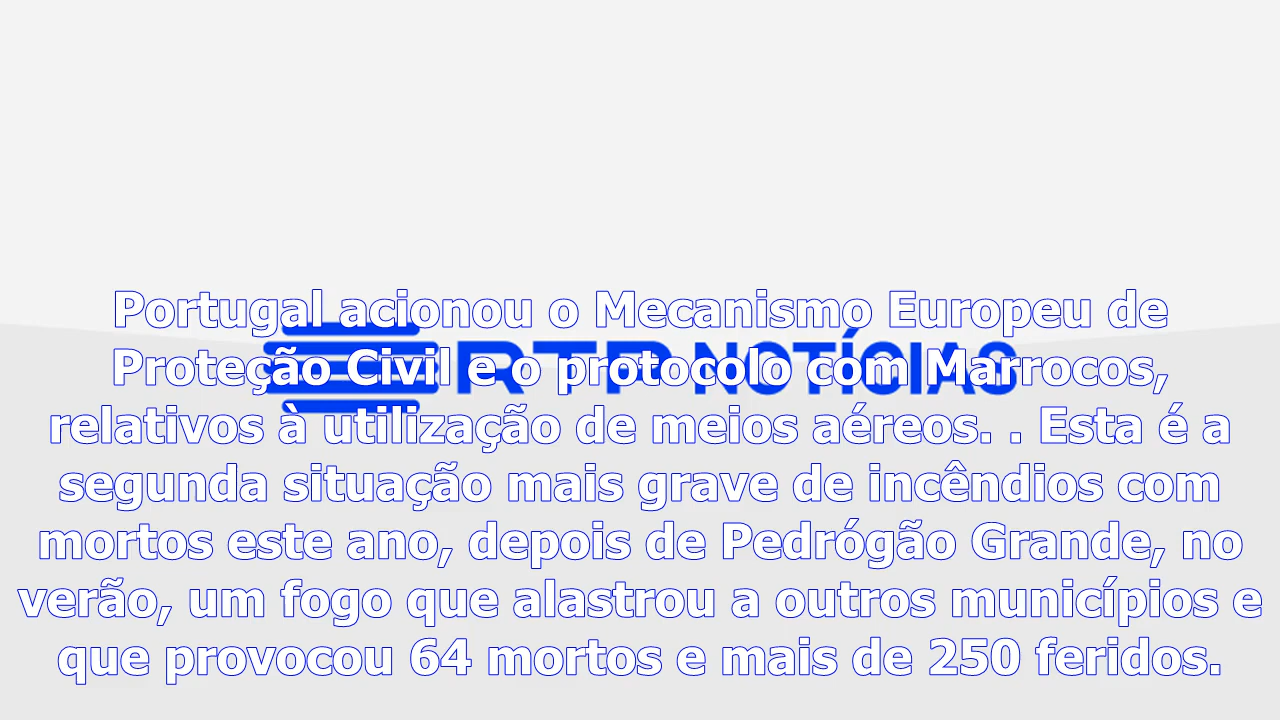 Portugal acionou o Mecanismo Europeu de
Proteção Civil e o protocolo com Marrocos,
relativos à utilização de meios aéreos. . Esta é a
segunda situação mais grave de incêndios com
mortos este ano, depois de Pedrógão Grande, no
verão, um fogo que alastrou a outros municípios e
que provocou 64 mortos e mais de 250 feridos.
RTP NOTÍCIAS